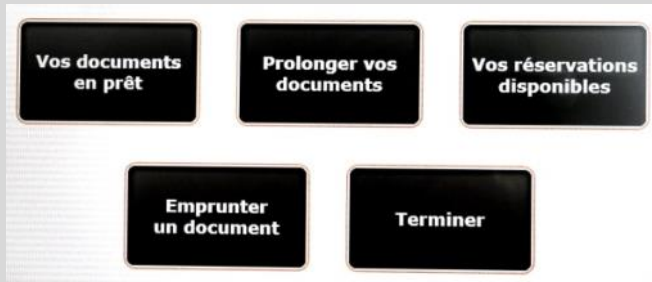 Vos documents
en prêt
Prolonger vos
documents
Vos réservations
disponibles
Emprunter
un document
Terminer